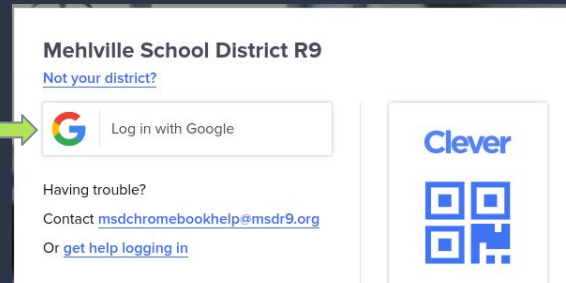 Mehlville School District R9
Not your district?
Log in with Google
Having trouble?
Contact msdchromebookhelp@msdr9.org
Or get help logging in
Clever